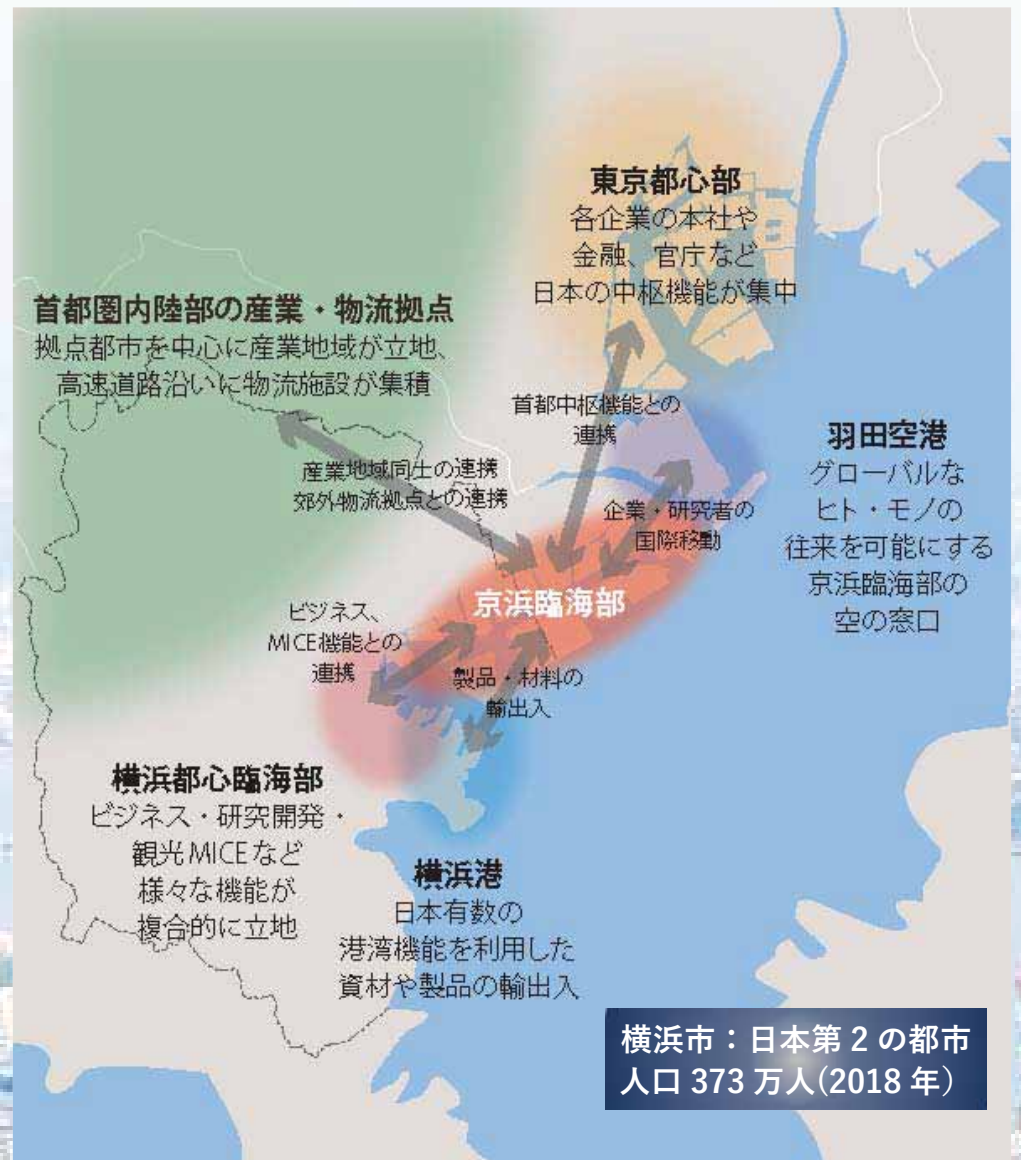 東京都心部
各企業の本社や
金融、官庁など
日本の中枢機能が集中
首都圏内陸部の産業・物流拠点
拠点都市を中心に産業地域が立地、
高速道路沿いに物流施設が集積
首都中枢機能との
連携
羽田空港
グローバルな
ヒト・モノの
往来を可能にする
京浜臨海部の
空の窓口
産業地域同士の連携
郊外物流拠点との連携
企業・研究者の
国際移動
京浜臨海部
ビジネス、
MICE機能との
連携
製品・材料の
輸出入
横浜都心臨海部
ビジネス・研究開発・
観光MICEなど
様々な機能が
複合的に立地
横浜港
日本有数の
港湾機能を利用した
資材や製品の輸出入
横浜市：日本第2の都市
人口 373 万人(2018 年)